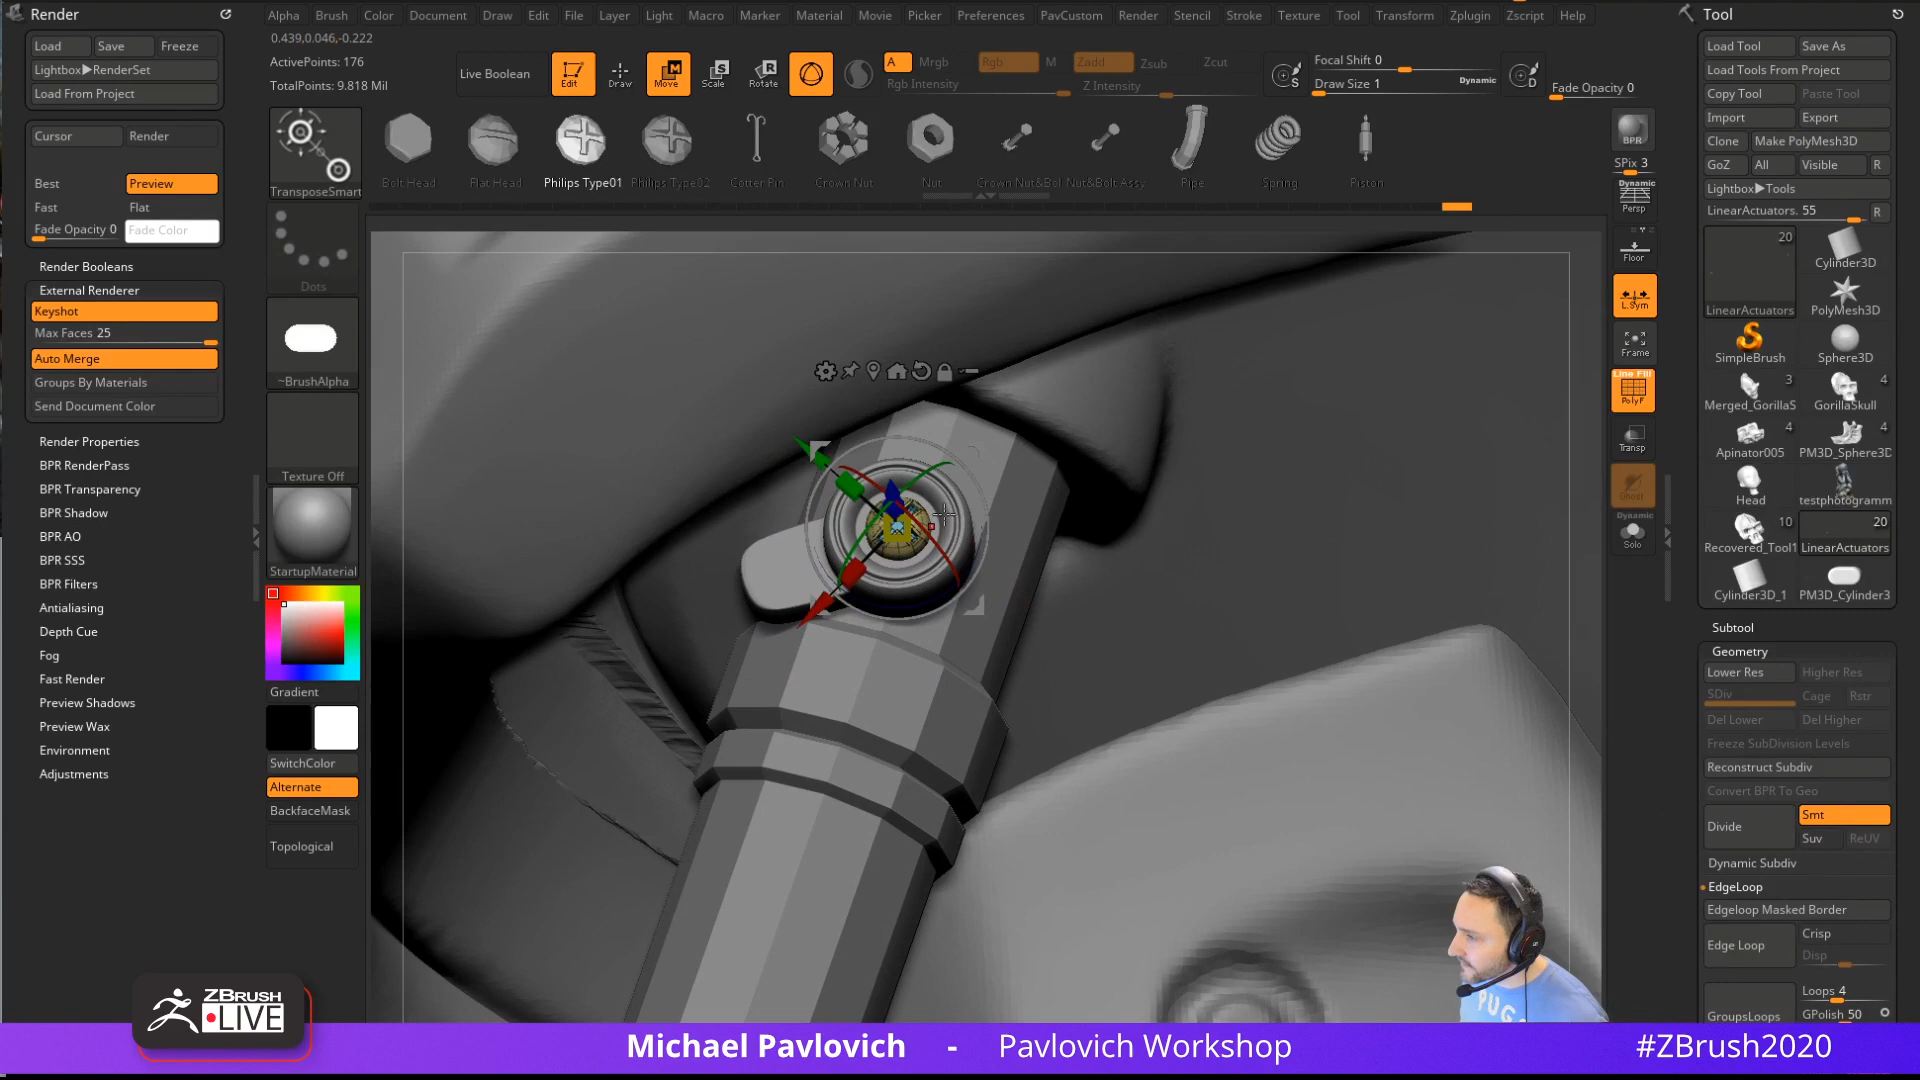 Render
Alpha Brush Color Document Draw Edit File Layer Light Macro Marker Material Movie Picker Preferences PavCustom Render Stencil Stroke Texture Tool Transform Zplugin Zscript Help
Tool
Load Save Freeze
Lightbox▶RenderSet
Load From Project
Cursor Render
Best Preview
Fast Flat
Fade Opacity 0 Fade Color
Render Booleans
External Renderer
Keyshot
Max Faces 25
Auto Merge
Groups By Materials
Send Document Color
Render Properties
BPR RenderPass
BPR Transparency
BPR Shadow
BPR AO
BPR SSS
BPR Filters
Antialiasing
Depth Cue
Fog
Fast Render
Preview Shadows
Preview Wax
Environment
Adjustments
0.439,0.046,-0.222
ActivePoints: 176
TotalPoints: 9.818 Mil
Live Boolean
Edit Draw Move Scale Rotate
A Mrgb Rgb M Zadd Zsub Zcut
Rgb Intensity Z Intensity
Focal Shift 0
Draw Size 1 Dynamic
Fade Opacity 0
S
D
TransposeSmart
Bolt Head Flat Head Philips Type01 Philips Type02 Cotter Pin Crown Nut Nut Crown Nut&Bol Nut&Bolt Assy Pipe Spring Piston
Dots
~BrushAlpha
Texture Off
StartupMaterial
Gradient
SwitchColor
Alternate
BackfaceMask
Topological
BPR
SPix 3
Dynamic
Persp
Floor
L.Sym
Frame
Line Fill
PolyF
Transp
Ghost
Dynamic
Solo
Load Tool Save As
Load Tools From Project
Copy Tool Paste Tool
Import Export
Clone Make PolyMesh3D
GoZ All Visible R
Lightbox▶Tools
LinearActuators. 55 R
20
LinearActuators
Cylinder3D
PolyMesh3D
SimpleBrush Sphere3D
3 4
Merged_GorillaS GorillaSkull
4 4
Apinator005 PM3D_Sphere3D
Head testphotogramm
10 20
Recovered_Tool1 LinearActuators
Cylinder3D_1 PM3D_Cylinder3
Subtool
Geometry
Lower Res Higher Res
SDiv Cage Rstr
Del Lower Del Higher
Freeze SubDivision Levels
Reconstruct Subdiv
Convert BPR To Geo
Divide Smt
Suv ReUV
Dynamic Subdiv
EdgeLoop
Edgeloop Masked Border
Edge Loop Crisp
Disp
Loops 4
GroupsLoops GPolish 50
ZBRUSH
LIVE
Michael Pavlovich - Pavlovich Workshop
#ZBrush2020